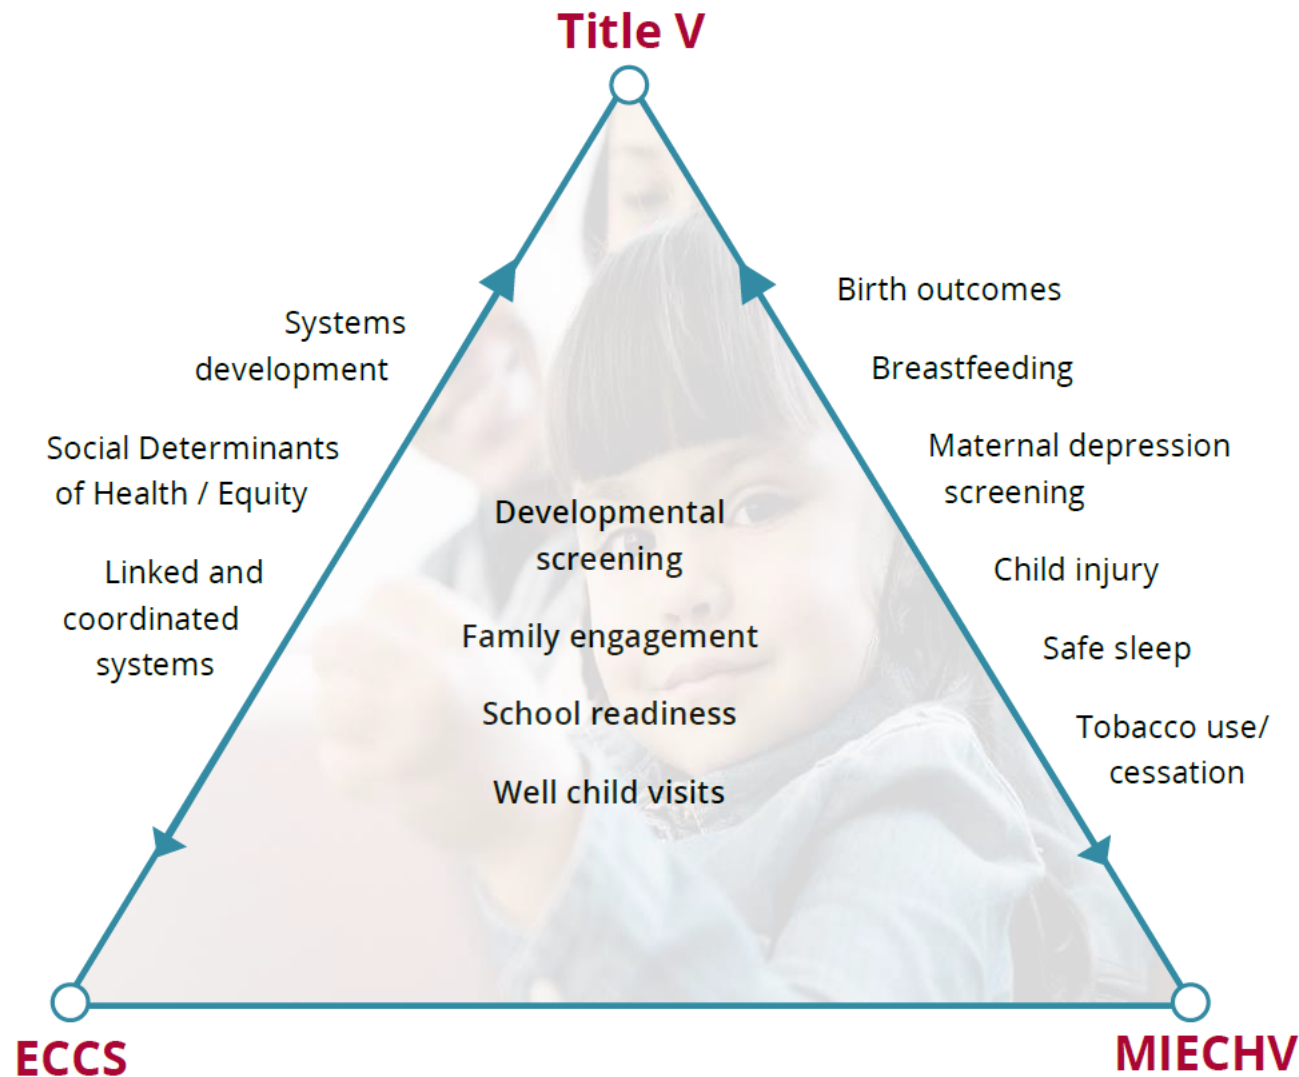 Title V
Systems
development
Social Determinants
of Health / Equity
Linked and
coordinated
systems
Developmental
screening
Family engagement
School readiness
Well child visits
Birth outcomes
Breastfeeding
Maternal depression
screening
Child injury
Safe sleep
Tobacco use/
cessation
ECCS
MIECHV